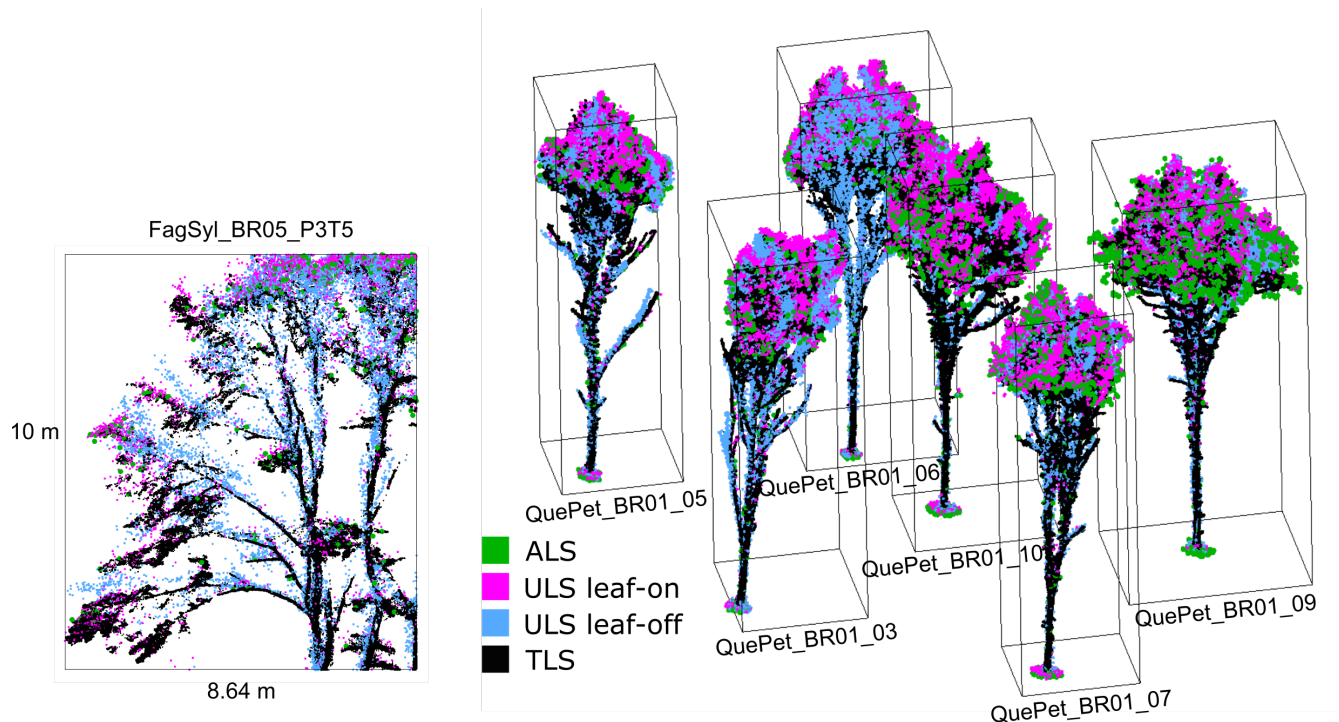 FagSyl_BR05_P3T5
10 m
8.64 m
QuePet_BR01_05
QuePet_BR01_06
QuePet_BR01_10
QuePet_BR01_09
QuePet_BR01_03
QuePet_BR01_07
ALS
ULS leaf-on
ULS leaf-off
TLS